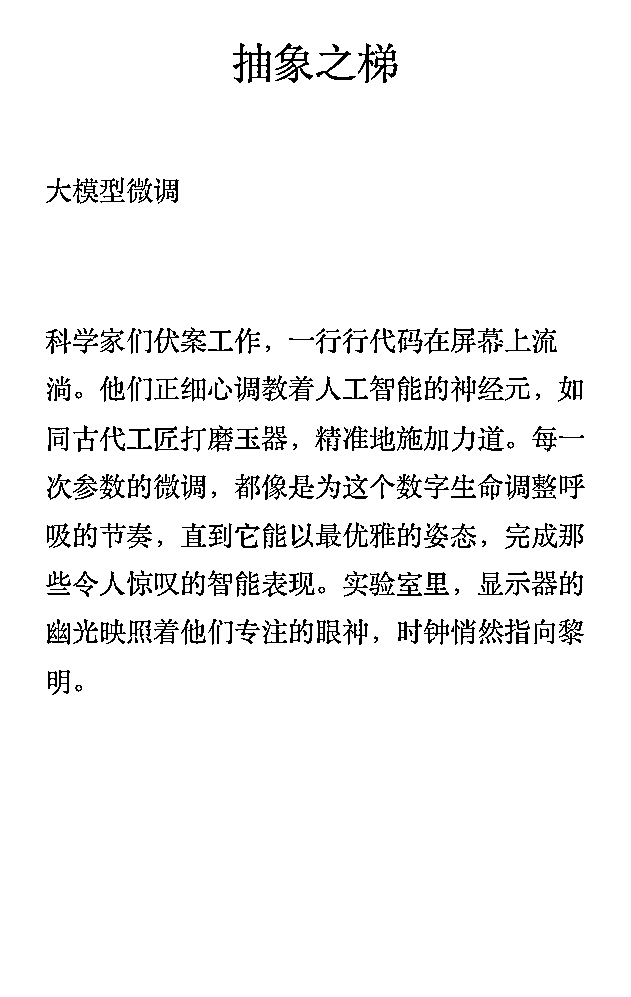 抽象之梯
大模型微调
科学家们伏案工作，一行行代码在屏幕上流
淌。他们正细心调教着人工智能的神经元，如
同古代工匠打磨玉器，精准地施加力道。每一
次参数的微调，都像是为这个数字生命调整呼
吸的节奏，直到它能以最优雅的姿态，完成那
些令人惊叹的智能表现。实验室里，显示器的
幽光映照着他们专注的眼神，时钟悄然指向黎
明。